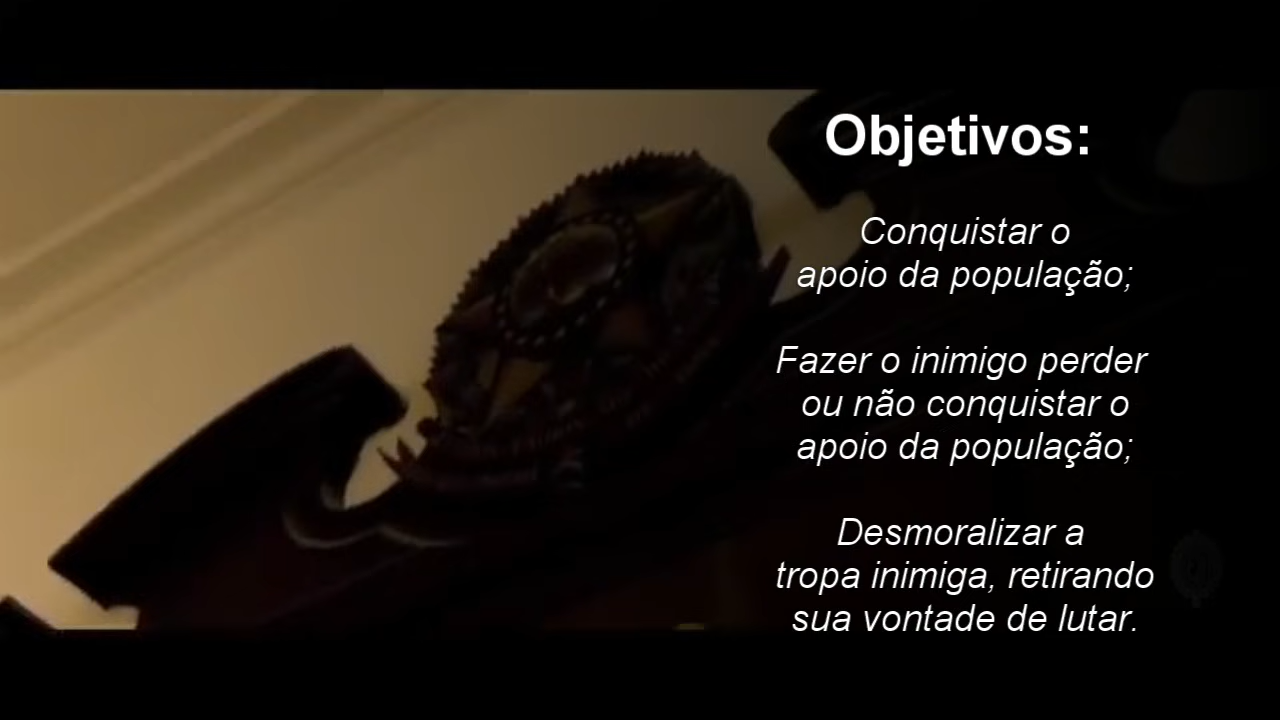 Objetivos:
Conquistar o
apoio da população;
Fazer o inimigo perder
ou não conquistar o
apoio da população;
Desmoralizar a
tropa inimiga, retirando
sua vontade de lutar.